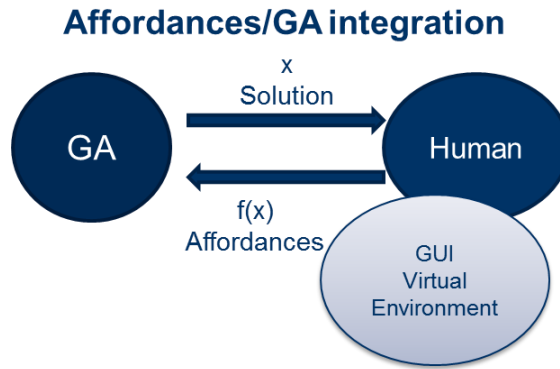 Affordances/GA integration
x
Solution
GA
Human
f(x)
Affordances
GUI
Virtual
Environment